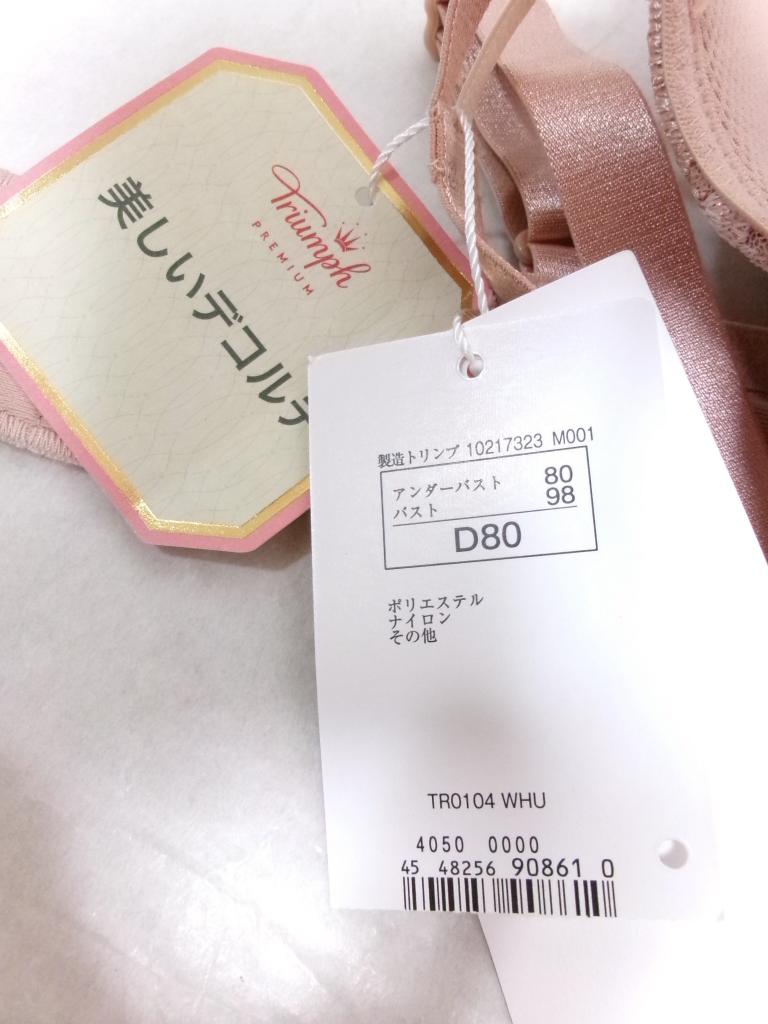 Triumph
PREMIUM
美しいデコルテ
製造トリンプ 10217323 M001
アンダーバスト 80
バスト 98
D80
ポリエステル
ナイロン
その他
TR0104 WHU
4050 0000
45 48256 90861 0